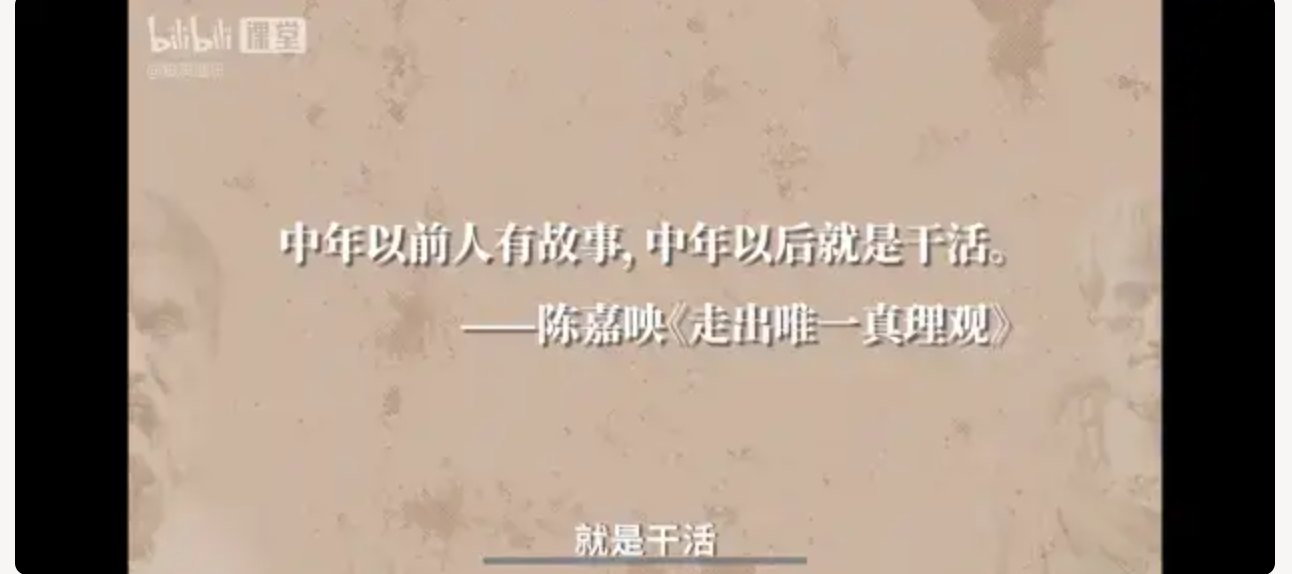 bilibili 课堂
中年以前人有故事, 中年以后就是干活。
——陈嘉映《走出唯一真理观》
就是干活